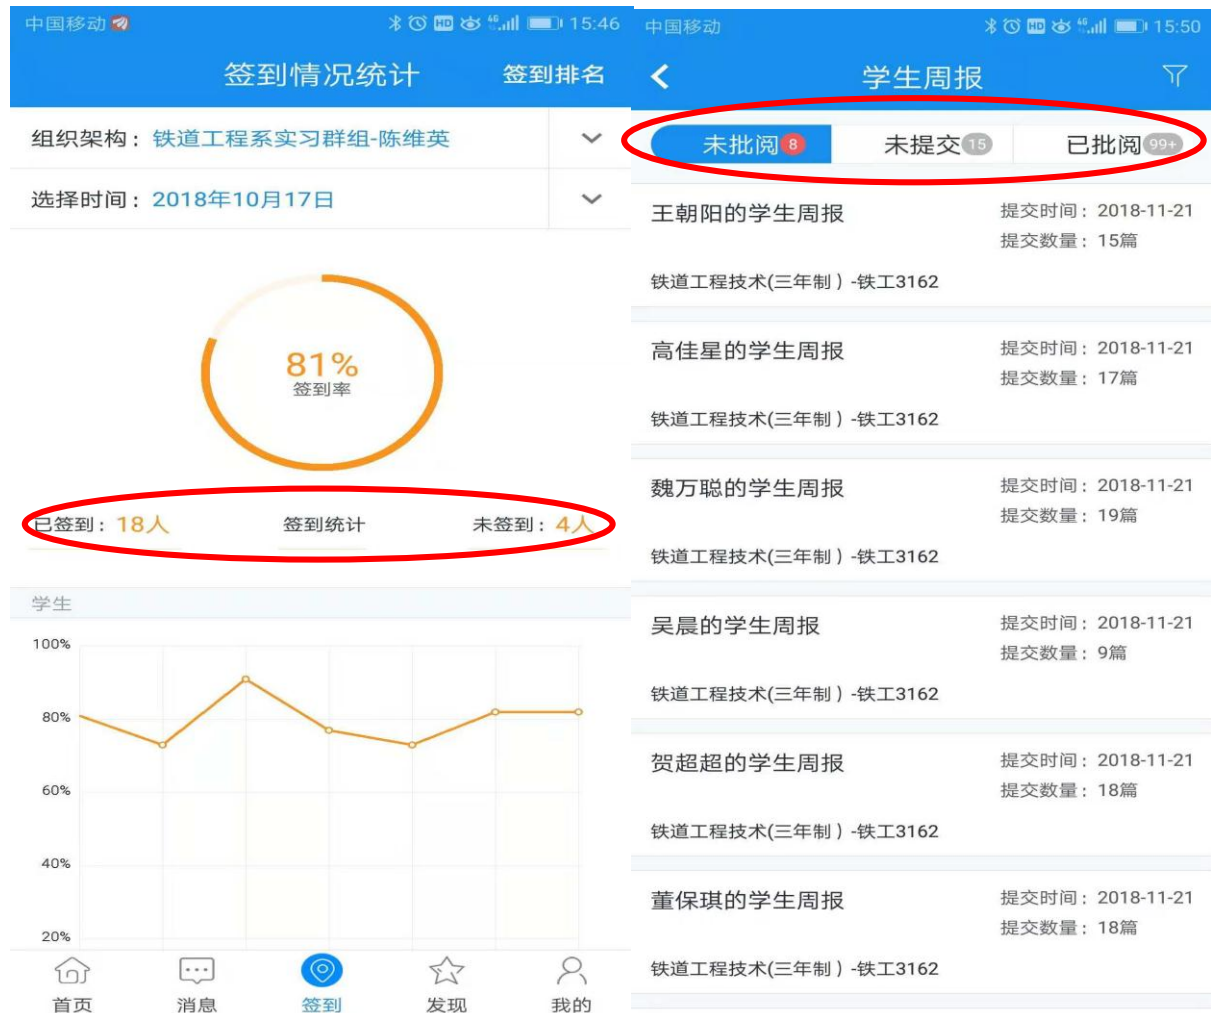 中国移动 HD 46 15:46
签到情况统计 签到排名
组织架构：铁道工程系实习群组-陈维英
选择时间：2018年10月17日
81%
签到率
已签到：18人 签到统计 未签到：4人
学生
100%
80%
60%
40%
20%
首页 消息 签到 发现 我的
中国移动 HD 46 15:50
学生周报
未批阅 8 未提交 15 已批阅 99+
王朝阳的学生周报 提交时间：2018-11-21
提交数量：15篇
铁道工程技术(三年制）-铁工3162
高佳星的学生周报 提交时间：2018-11-21
提交数量：17篇
铁道工程技术(三年制）-铁工3162
魏万聪的学生周报 提交时间：2018-11-21
提交数量：19篇
铁道工程技术(三年制）-铁工3162
吴晨的学生周报 提交时间：2018-11-21
提交数量：9篇
铁道工程技术(三年制）-铁工3162
贺超超的学生周报 提交时间：2018-11-21
提交数量：18篇
铁道工程技术(三年制）-铁工3162
董保琪的学生周报 提交时间：2018-11-21
提交数量：18篇
铁道工程技术(三年制）-铁工3162